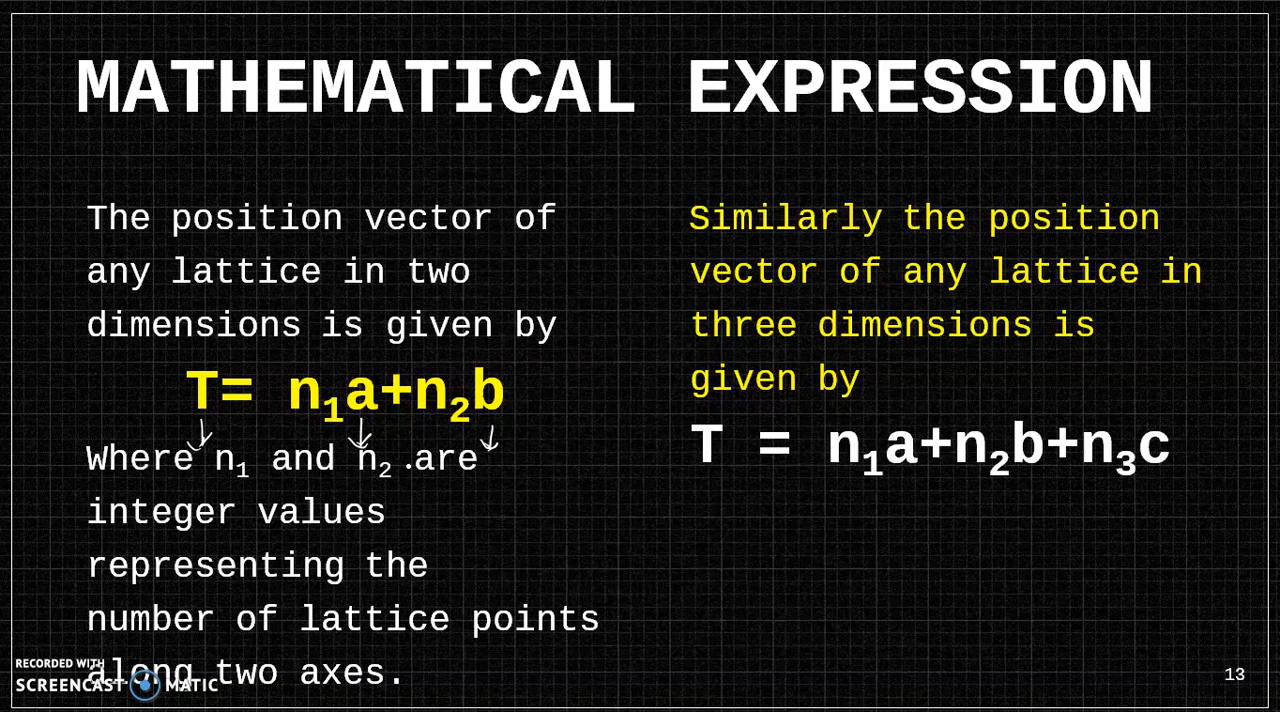 MATHEMATICAL EXPRESSION
The position vector of
any lattice in two
dimensions is given by
T= n₁a+n₂b
Where n₁ and n₂ .are
integer values
representing the
number of lattice points
along two axes.
Similarly the position
vector of any lattice in
three dimensions is
given by
T = n₁a+n₂b+n₃c
RECORDED WITH
SCREENCAST MATIC
13